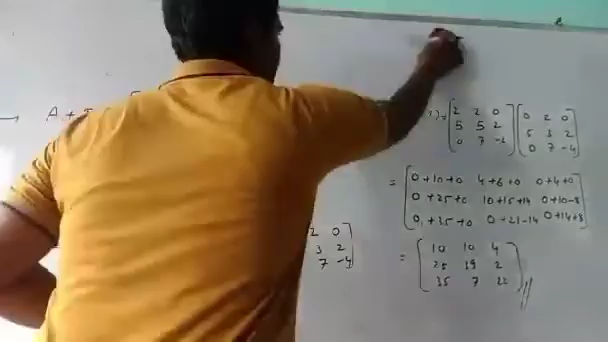 → A +
) = [2 2 0 [0 2 0
5 5 2 5 3 2
0 7 -2] 0 7 -4]
= [0+10+0 4+6+0 0+4+0
0+25+0 10+15+14 0+10-8
0+35+0 0+21-14 0+14+8]
2 0
3 2
7 -4]
= [10 10 4
25 39 2
35 7 22] //